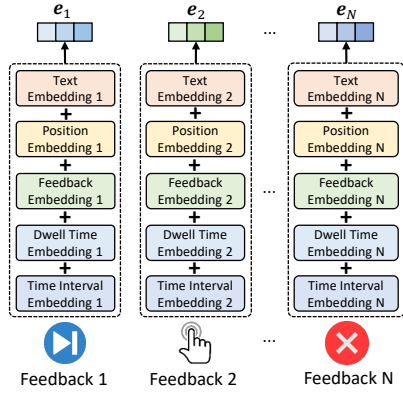 e1 e2 ... eN
Text Embedding 1
+
Position Embedding 1
+
Feedback Embedding 1
+
Dwell Time Embedding 1
+
Time Interval Embedding 1
Feedback 1
Text Embedding 2
+
Position Embedding 2
+
Feedback Embedding 2
+
Dwell Time Embedding 2
+
Time Interval Embedding 2
Feedback 2
...
...
Text Embedding N
+
Position Embedding N
+
Feedback Embedding N
+
Dwell Time Embedding N
+
Time Interval Embedding N
Feedback N